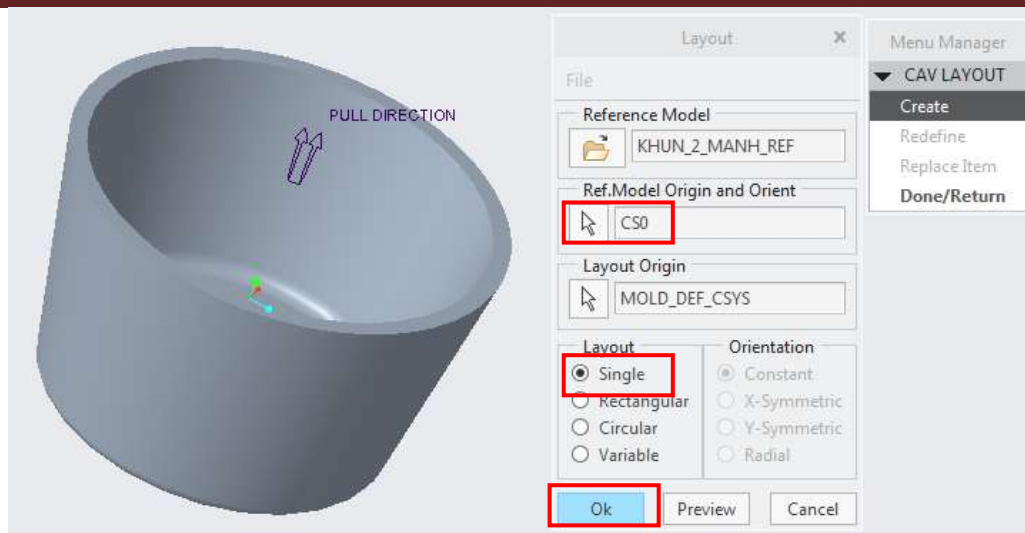 PULL DIRECTION
Layout
File
Reference Model
KHUN_2_MANH_REF
Ref.Model Origin and Orient
CS0
Layout Origin
MOLD_DEF_CSYS
Layout
Single
Rectangular
Circular
Variable
Orientation
Constant
X-Symmetric
Y-Symmetric
Radial
Ok
Preview
Cancel
Menu Manager
CAV LAYOUT
Create
Redefine
Replace Item
Done/Return